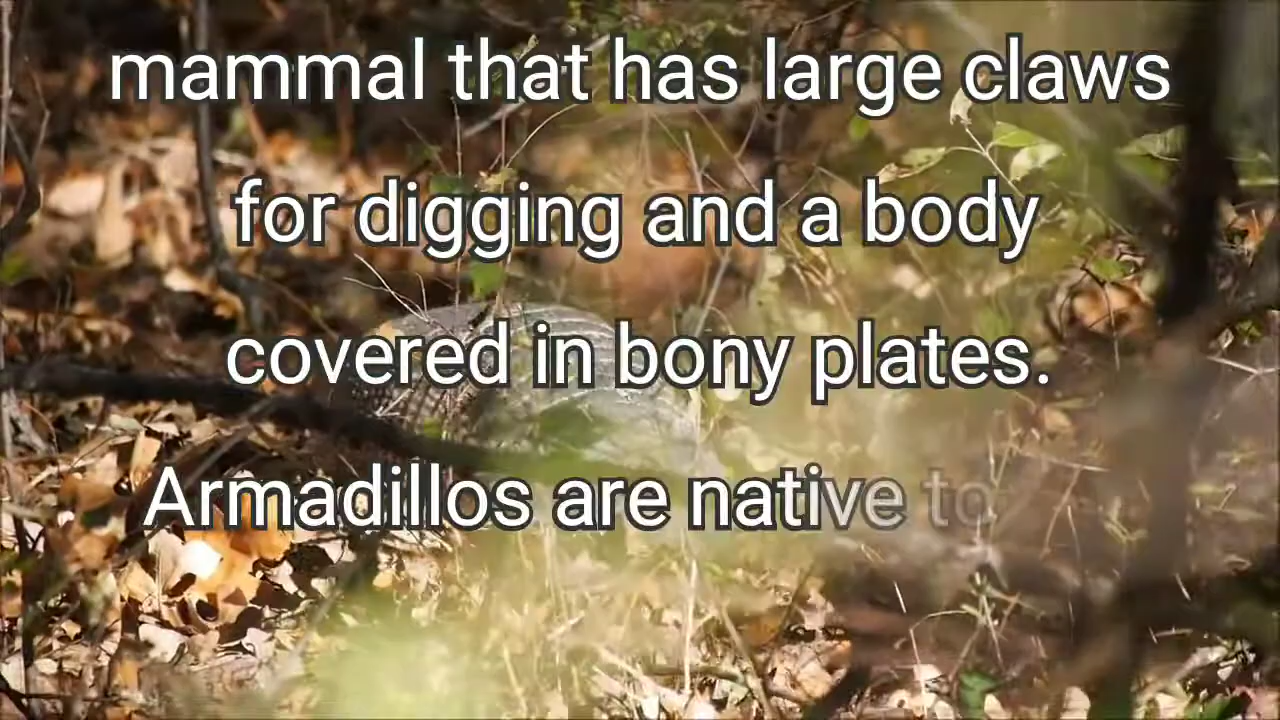 mammal that has large claws
for digging and a body
covered in bony plates.
Armadillos are native to